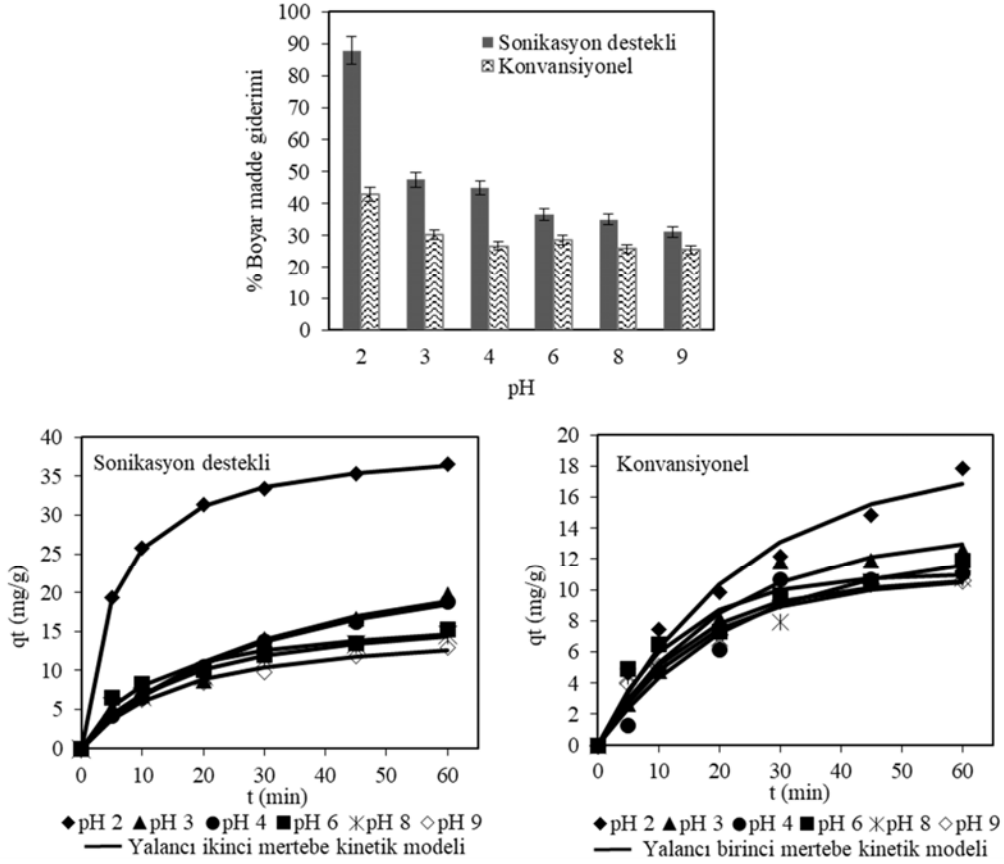 % Boyar madde giderimi
100
90
80
70
60
50
40
30
20
10
0
Sonikasyon destekli
Konvansiyonel
2 3 4 6 8 9
pH
qt (mg/g)
40
35
30
25
20
15
10
5
0
Sonikasyon destekli
0 10 20 30 40 50 60
t (min)
pH 2 pH 3 pH 4 pH 6 pH 8 pH 9
Yalancı ikinci mertebe kinetik modeli
qt (mg/g)
20
18
16
14
12
10
8
6
4
2
0
Konvansiyonel
0 10 20 30 40 50 60
t (min)
pH 2 pH 3 pH 4 pH 6 pH 8 pH 9
Yalancı birinci mertebe kinetik modeli